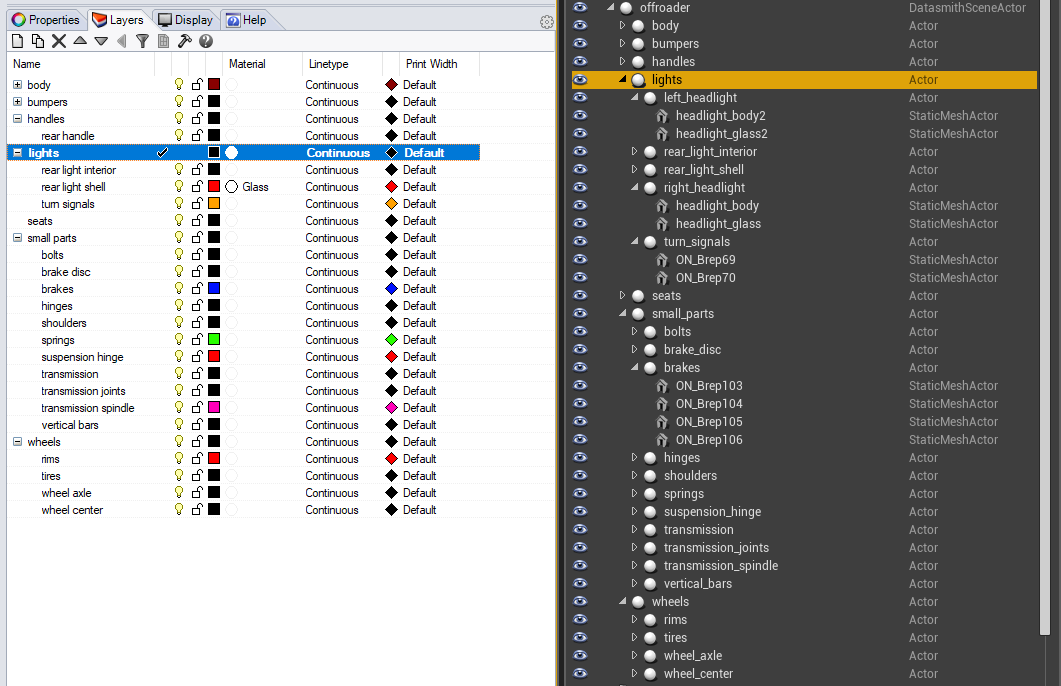 Properties Layers Display Help
Name Material Linetype Print Width
body Continuous Default
bumpers Continuous Default
handles Continuous Default
rear handle Continuous Default
lights Continuous Default
rear light interior Continuous Default
rear light shell Glass Continuous Default
turn signals Continuous Default
seats Continuous Default
small parts Continuous Default
bolts Continuous Default
brake disc Continuous Default
brakes Continuous Default
hinges Continuous Default
shoulders Continuous Default
springs Continuous Default
suspension hinge Continuous Default
transmission Continuous Default
transmission joints Continuous Default
transmission spindle Continuous Default
vertical bars Continuous Default
wheels Continuous Default
rims Continuous Default
tires Continuous Default
wheel axle Continuous Default
wheel center Continuous Default
offroader DatasmithSceneActor
body Actor
bumpers Actor
handles Actor
lights Actor
left_headlight Actor
headlight_body2 StaticMeshActor
headlight_glass2 StaticMeshActor
rear_light_interior Actor
rear_light_shell Actor
right_headlight Actor
headlight_body StaticMeshActor
headlight_glass StaticMeshActor
turn_signals Actor
ON_Brep69 StaticMeshActor
ON_Brep70 StaticMeshActor
seats Actor
small_parts Actor
bolts Actor
brake_disc Actor
brakes Actor
ON_Brep103 StaticMeshActor
ON_Brep104 StaticMeshActor
ON_Brep105 StaticMeshActor
ON_Brep106 StaticMeshActor
hinges Actor
shoulders Actor
springs Actor
suspension_hinge Actor
transmission Actor
transmission_joints Actor
transmission_spindle Actor
vertical_bars Actor
wheels Actor
rims Actor
tires Actor
wheel_axle Actor
wheel_center Actor